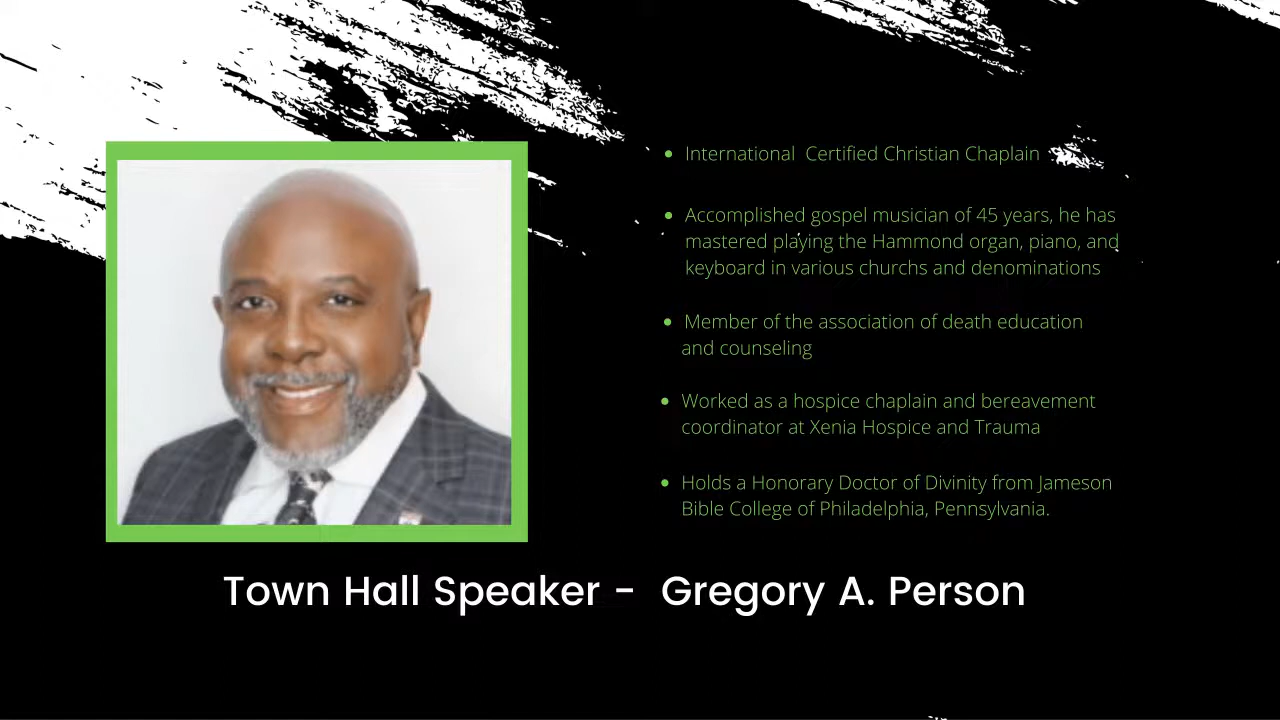 International  Certified Christian Chaplain
Accomplished gospel musician of 45 years, he has
mastered playing the Hammond organ, piano, and
keyboard in various churchs and denominations
Member of the association of death education
and counseling
Worked as a hospice chaplain and bereavement
coordinator at Xenia Hospice and Trauma
Holds a Honorary Doctor of Divinity from Jameson
Bible College of Philadelphia, Pennsylvania.
Town Hall Speaker -  Gregory A. Person